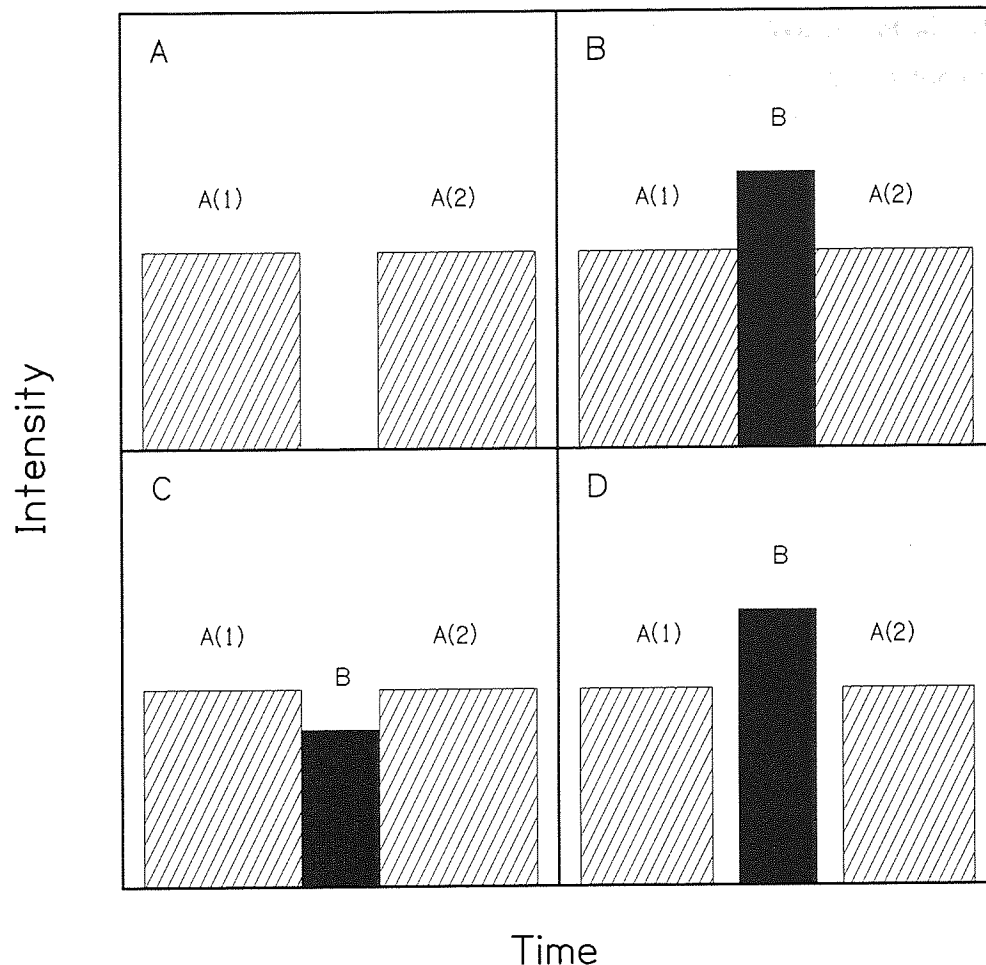 A
A(1)
A(2)
B
B
A(1)
A(2)
C
A(1)
B
A(2)
D
B
A(1)
A(2)
Intensity
Time